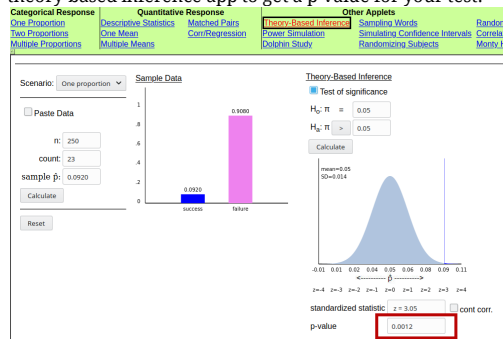 theory-based inference app to get a p-value for your test.
Categorical Response Quantitative Response Other Applets
One Proportion Descriptive Statistics Matched Pairs Theory-Based Inference Sampling Words Random
Two Proportions One Mean Corr/Regression Power Simulation Simulating Confidence Intervals Correla
Multiple Proportions Multiple Means Dolphin Study Randomizing Subjects Monty H
Scenario: One proportion Sample Data Theory-Based Inference
Test of significance
Paste Data
H₀: π = 0.05
Hₐ: π > 0.05
n: 250
count: 23
sample p̂: 0.0920
Calculate
Reset
1
.8
.6
.4
.2
0
0.0920
0.9080
success failure
Calculate
mean=0.05
SD=0.014
-0.01 0.01 0.02 0.04 0.05 0.06 0.08 0.09 0.11
<---------- p̂ ---------->
z=-4 z=-3 z=-2 z=-1 z=0 z=1 z=2 z=3 z=4
standardized statistic z = 3.05 cont corr.
p-value 0.0012